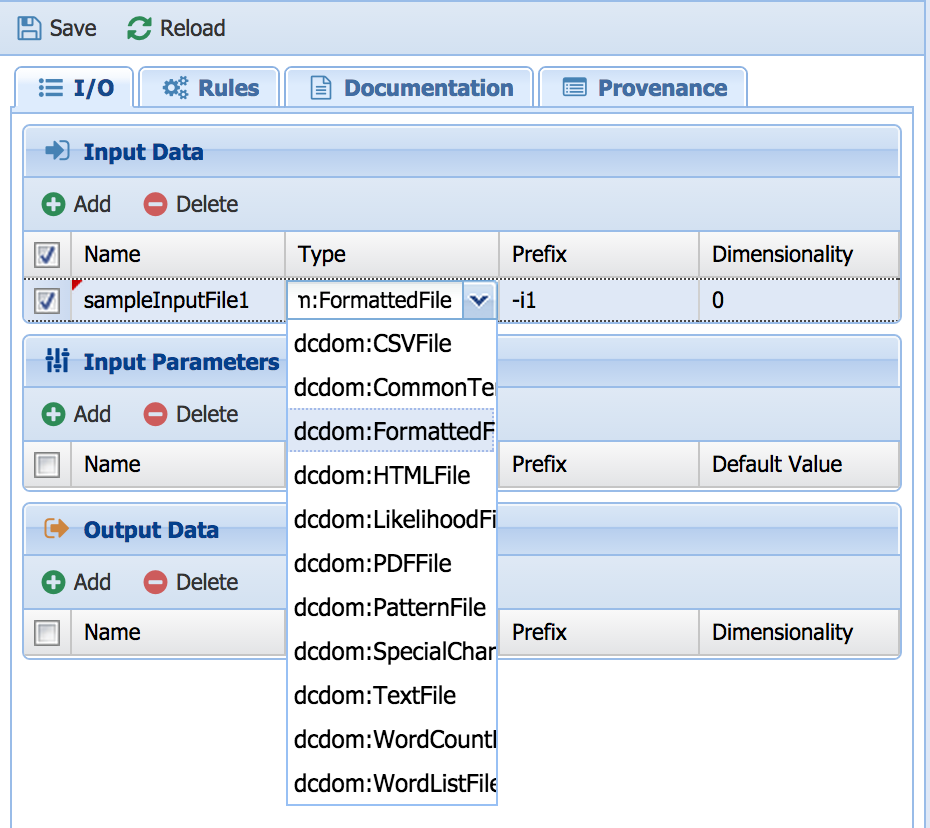 Save Reload
I/O Rules Documentation Provenance
Input Data
Add Delete
Name Type Prefix Dimensionality
sampleInputFile1 n:FormattedFile -i1 0
dcdom:CSVFile
Input Parameters
dcdom:CommonTe
Add Delete
dcdom:FormattedF
Name Prefix Default Value
dcdom:HTMLFile
dcdom:LikelihoodFi
Output Data
dcdom:PDFFile
Add Delete
dcdom:PatternFile
Name Prefix Dimensionality
dcdom:SpecialChar
dcdom:TextFile
dcdom:WordCount
dcdom:WordListFile